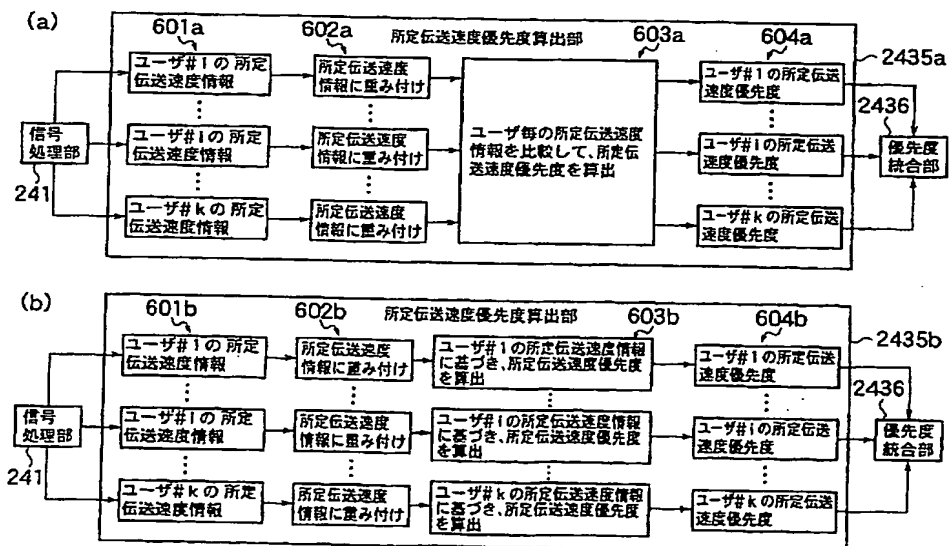 (a)
601a
602a
所定伝送速度優先度算出部
603a
604a
2435a
2436
ユーザ#1の所定
伝送速度情報
所定伝送速度
情報に重み付け
ユーザ#1の所定伝送
速度優先度
信号
処理部
241
ユーザ#iの所定
伝送速度情報
所定伝送速度
情報に重み付け
ユーザ毎の所定伝送速度
情報を比較して、所定伝
送速度優先度を算出
ユーザ#iの所定伝送
速度優先度
優先度
統合部
ユーザ#kの所定
伝送速度情報
所定伝送速度
情報に重み付け
ユーザ#kの所定伝送
速度優先度
(b)
601b
602b
所定伝送速度優先度算出部
603b
604b
2435b
2436
ユーザ#1の所定
伝送速度情報
所定伝送速度
情報に重み付け
ユーザ#1の所定伝送速度情報
に基づき、所定伝送速度優先度
を算出
ユーザ#1の所定伝送
速度優先度
信号
処理部
241
ユーザ#iの所定
伝送速度情報
所定伝送速度
情報に重み付け
ユーザ#iの所定伝送速度情報
に基づき、所定伝送速度優先度
を算出
ユーザ#iの所定伝送
速度優先度
優先度
統合部
ユーザ#kの所定
伝送速度情報
所定伝送速度
情報に重み付け
ユーザ#kの所定伝送速度情報
に基づき、所定伝送速度優先度
を算出
ユーザ#kの所定伝送
速度優先度